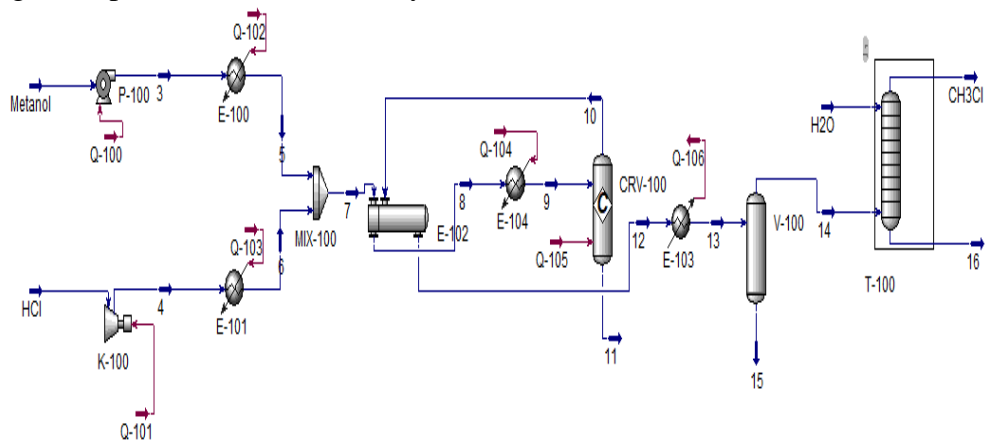 Metanol
P-100
3
Q-100
Q-102
E-100
5
HCl
K-100
4
Q-101
Q-103
E-101
6
MIX-100
7
E-102
8
Q-104
E-104
9
10
CRV-100
C
Q-105
11
12
Q-106
E-103
13
V-100
14
15
H2O
CH3Cl
T-100
16